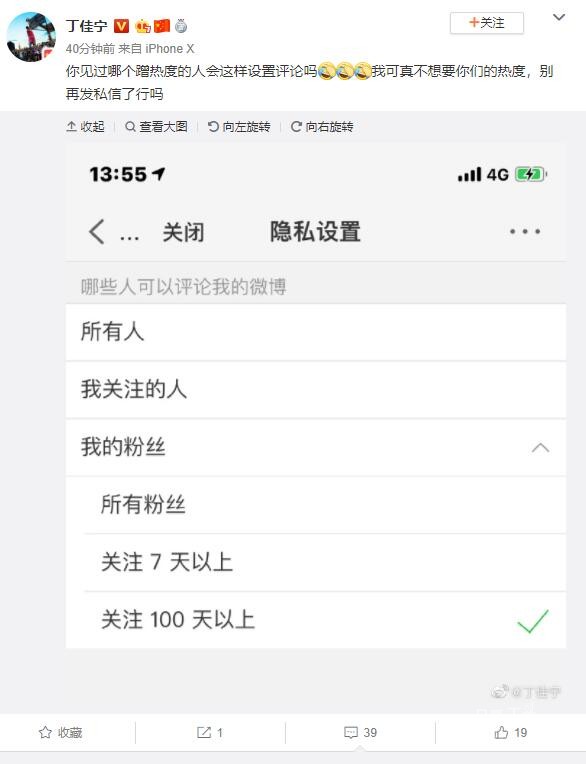 丁佳宁
+关注
40分钟前 来自 iPhone X
你见过哪个蹭热度的人会这样设置评论吗我可真不想要你们的热度，别
再发私信了行吗
收起 查看大图 向左旋转 向右旋转
13:55 4G
... 关闭 隐私设置 ...
哪些人可以评论我的微博
所有人
我关注的人
我的粉丝
所有粉丝
关注 7 天以上
关注 100 天以上
@丁佳宁
收藏 1 39 19